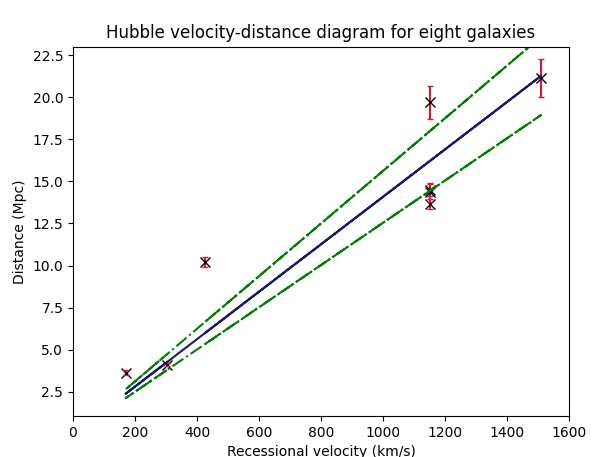 Hubble velocity-distance diagram for eight galaxies
22.5
20.0
17.5
15.0
12.5
10.0
7.5
5.0
2.5
Distance (Mpc)
0 200 400 600 800 1000 1200 1400 1600
Recessional velocity (km/s)